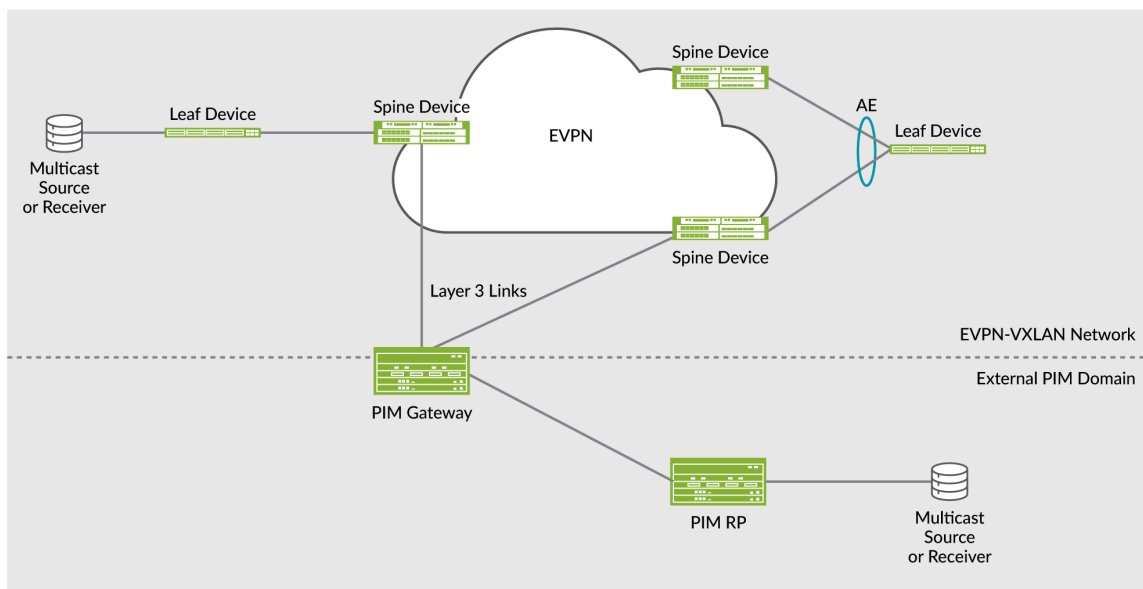 Spine Device
AE
Leaf Device
Spine Device
EVPN
Leaf Device
Multicast
Source
or Receiver
Spine Device
Layer 3 Links
EVPN-VXLAN Network
External PIM Domain
PIM Gateway
PIM RP
Multicast
Source
or Receiver